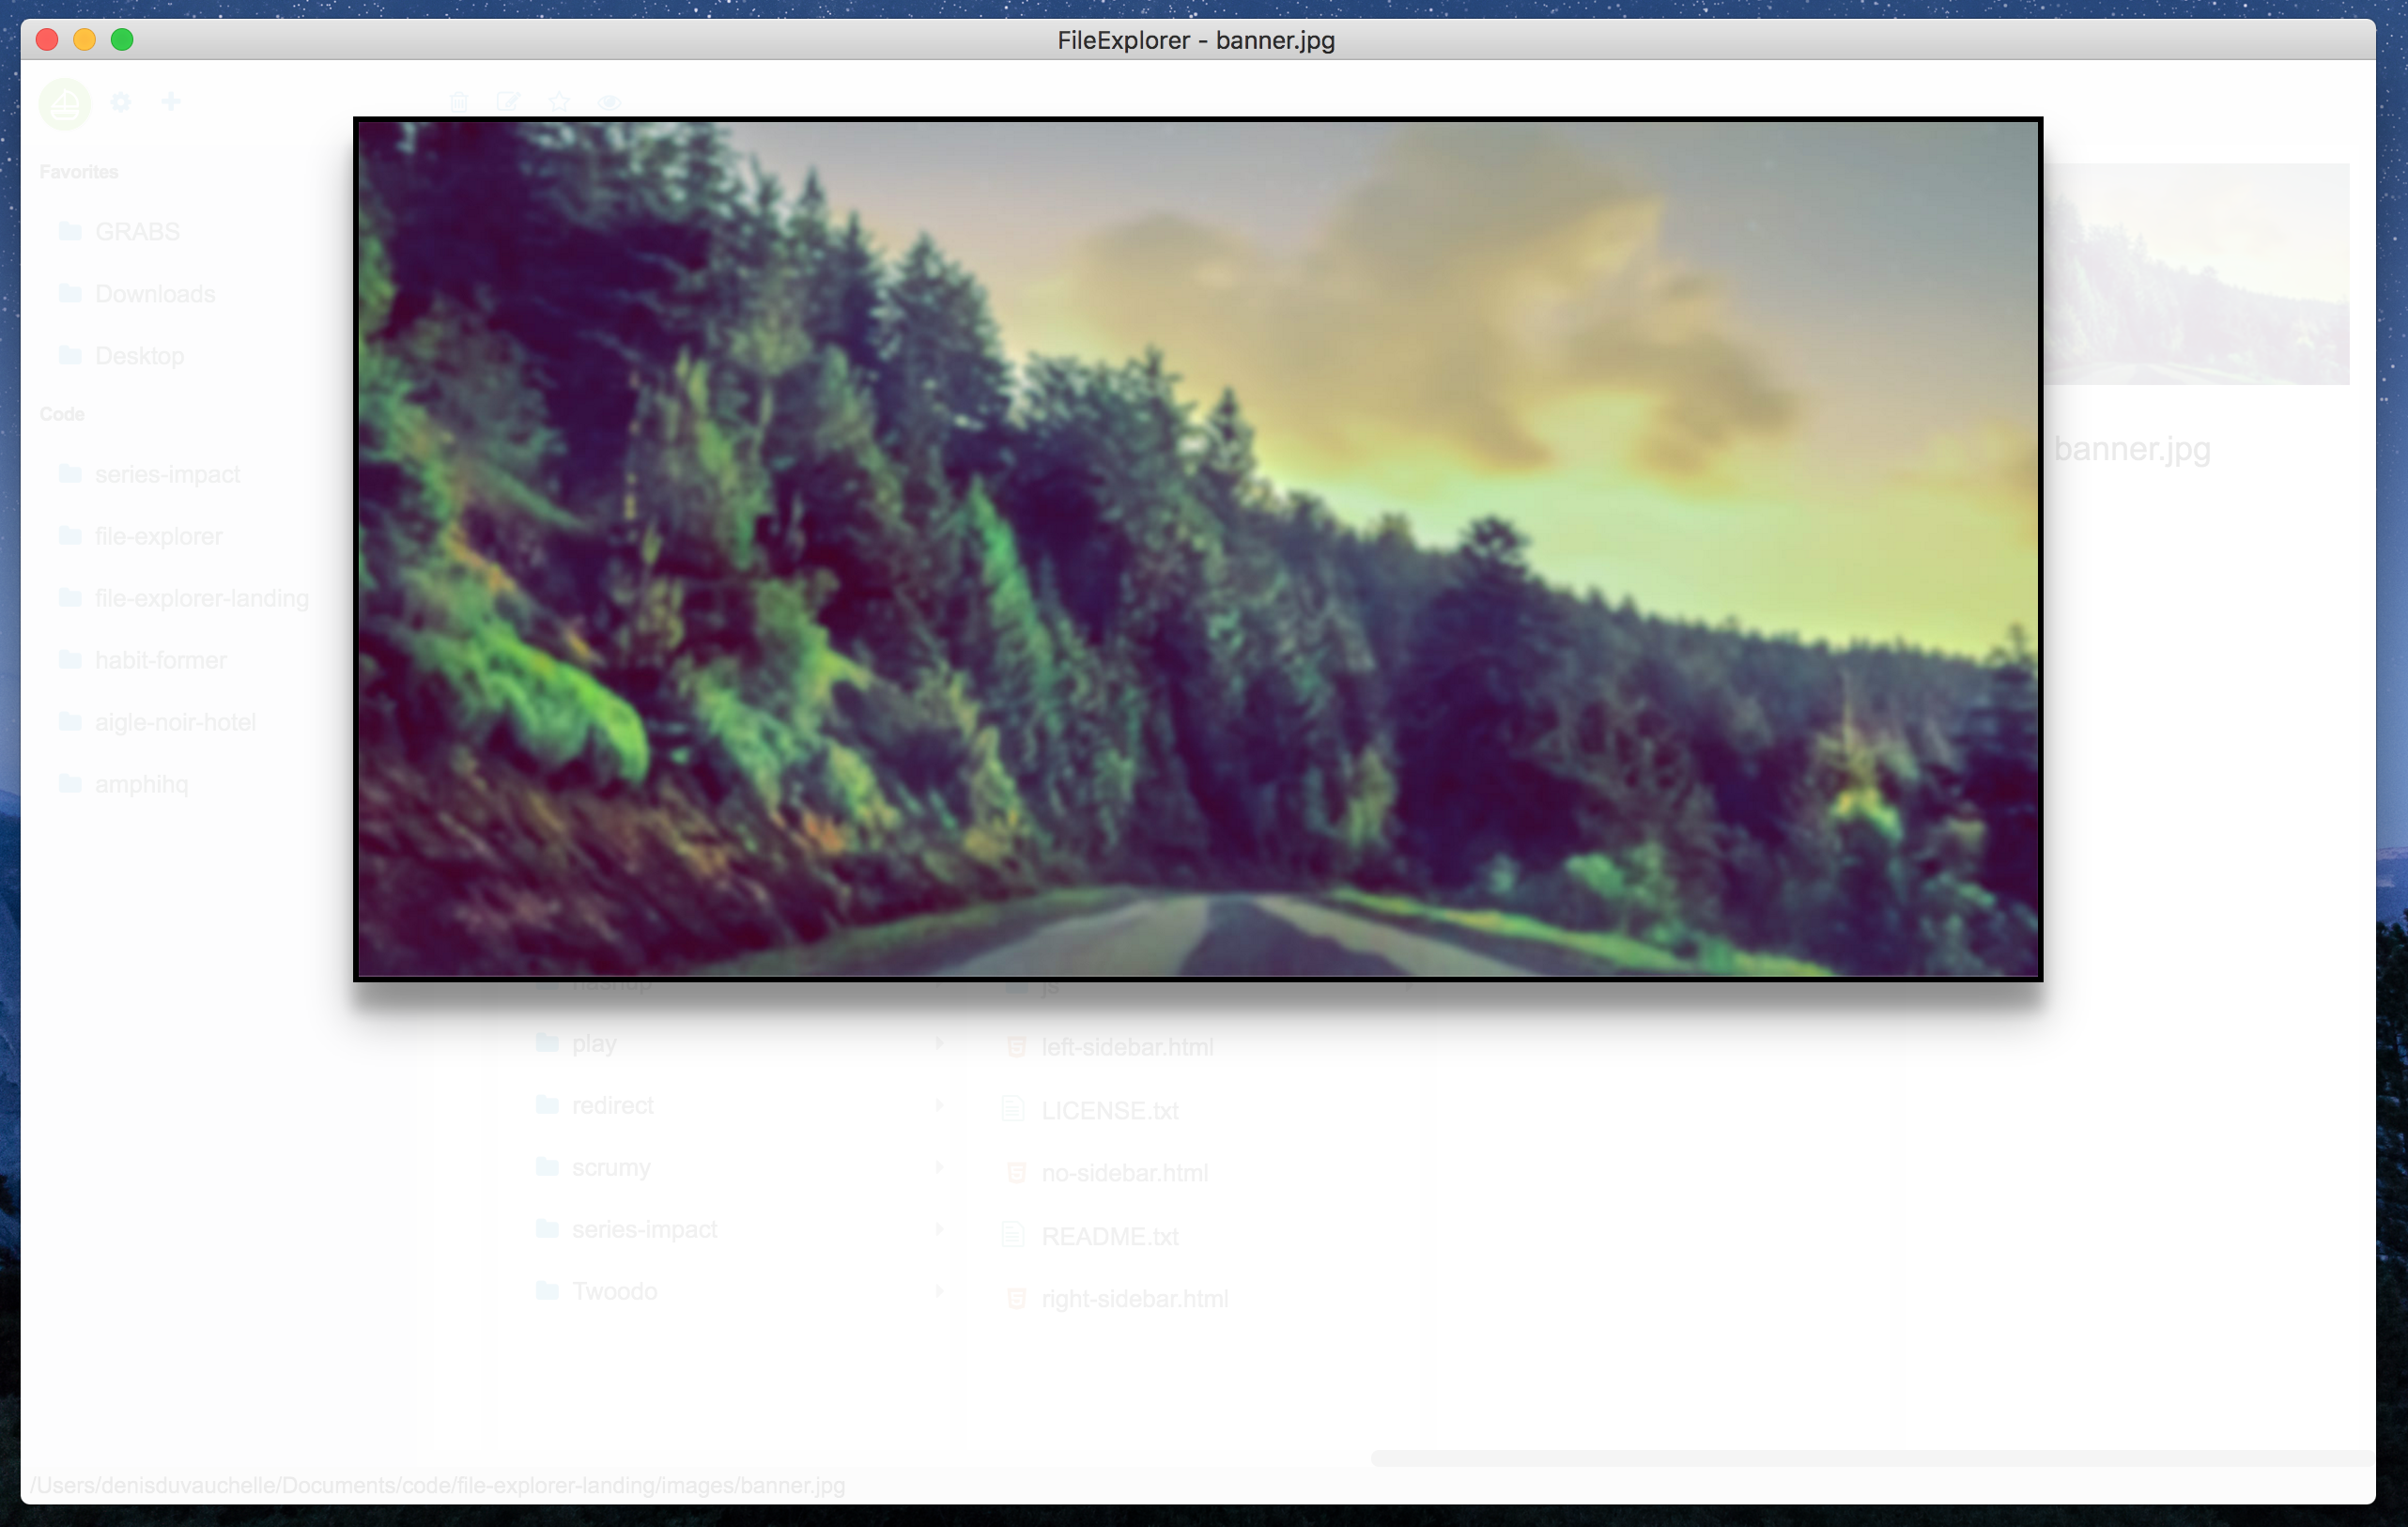 FileExplorer - banner.jpg
Favorites
GRABS
Downloads
Desktop
Code
series-impact
file-explorer
file-explorer-landing
habit-former
aigle-noir-hotel
amphihq
play
redirect
scrumy
series-impact
Twoodo
js
left-sidebar.html
LICENSE.txt
no-sidebar.html
README.txt
right-sidebar.html
banner.jpg
/Users/denisduvauchelle/Documents/code/file-explorer-landing/images/banner.jpg